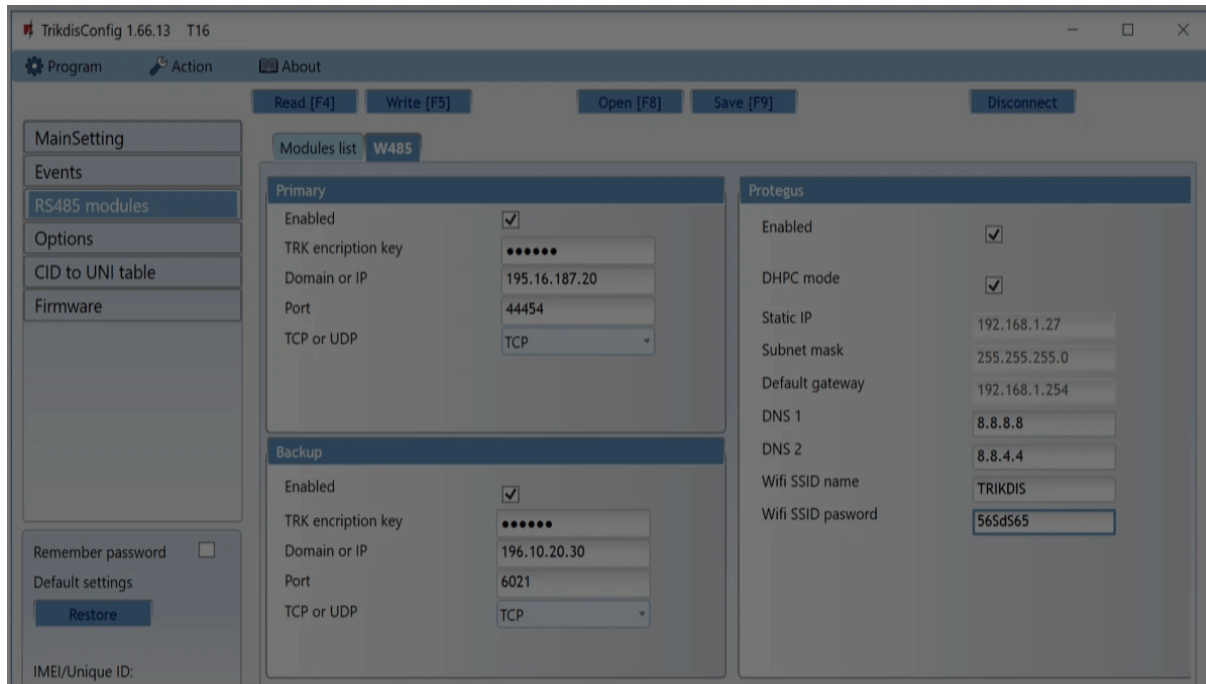 TrikdisConfig 1.66.13 T16
Program Action About
Read [F4] Write [F5] Open [F8] Save [F9] Disconnect
MainSetting
Events
RS485 modules
Options
CID to UNI table
Firmware
Remember password
Default settings
Restore
IMEI/Unique ID:
Modules list W485
Primary
Enabled
TRK encription key ••••••
Domain or IP 195.16.187.20
Port 44454
TCP or UDP TCP
Backup
Enabled
TRK encription key ••••••
Domain or IP 196.10.20.30
Port 6021
TCP or UDP TCP
Protegus
Enabled
DHPC mode
Static IP 192.168.1.27
Subnet mask 255.255.255.0
Default gateway 192.168.1.254
DNS 1 8.8.8.8
DNS 2 8.8.4.4
Wifi SSID name TRIKDIS
Wifi SSID pasword 56SdS65